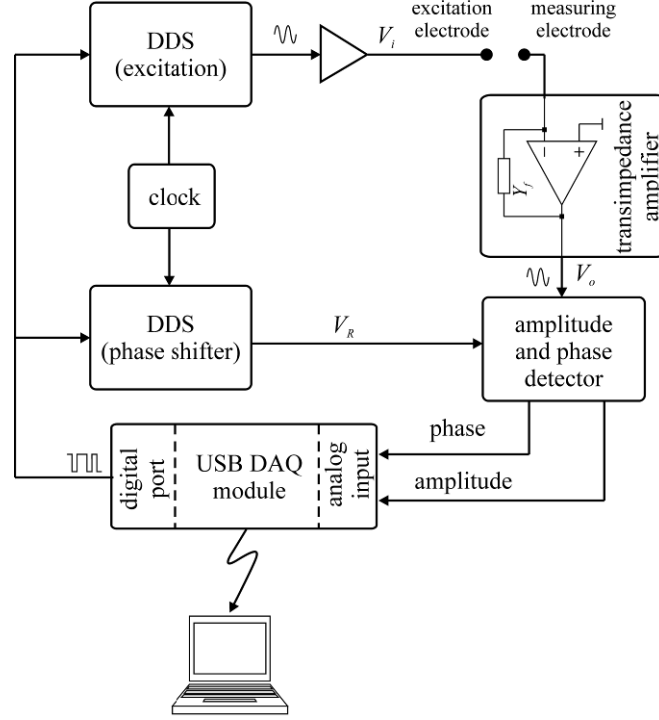 DDS
(excitation)
V_i
excitation
electrode
measuring
electrode
− +
Y_f
transimpedance
amplifier
clock
DDS
(phase shifter)
V_R
V_o
amplitude
and phase
detector
phase
amplitude
digital
port
USB DAQ
module
analog
input